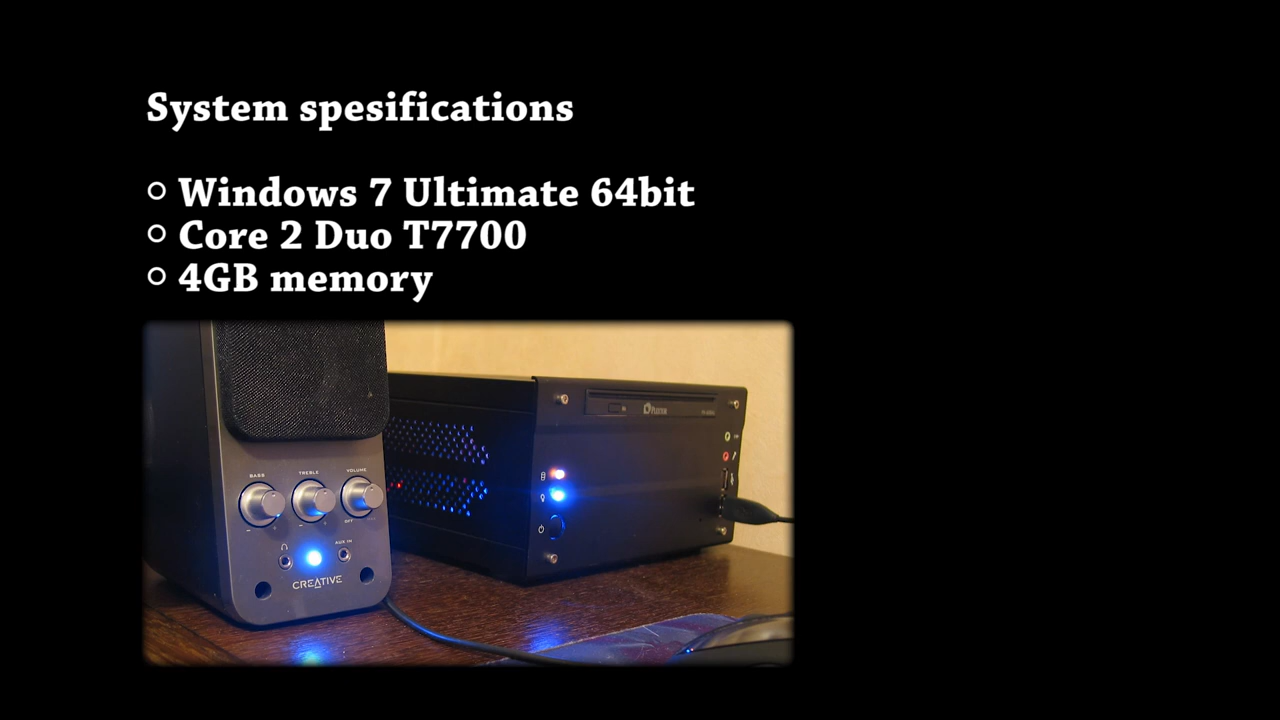 System spesifications
Windows 7 Ultimate 64bit
Core 2 Duo T7700
4GB memory
BASS
TREBLE
VOLUME
OFF
AUX IN
CREATIVE
PLEXTOR